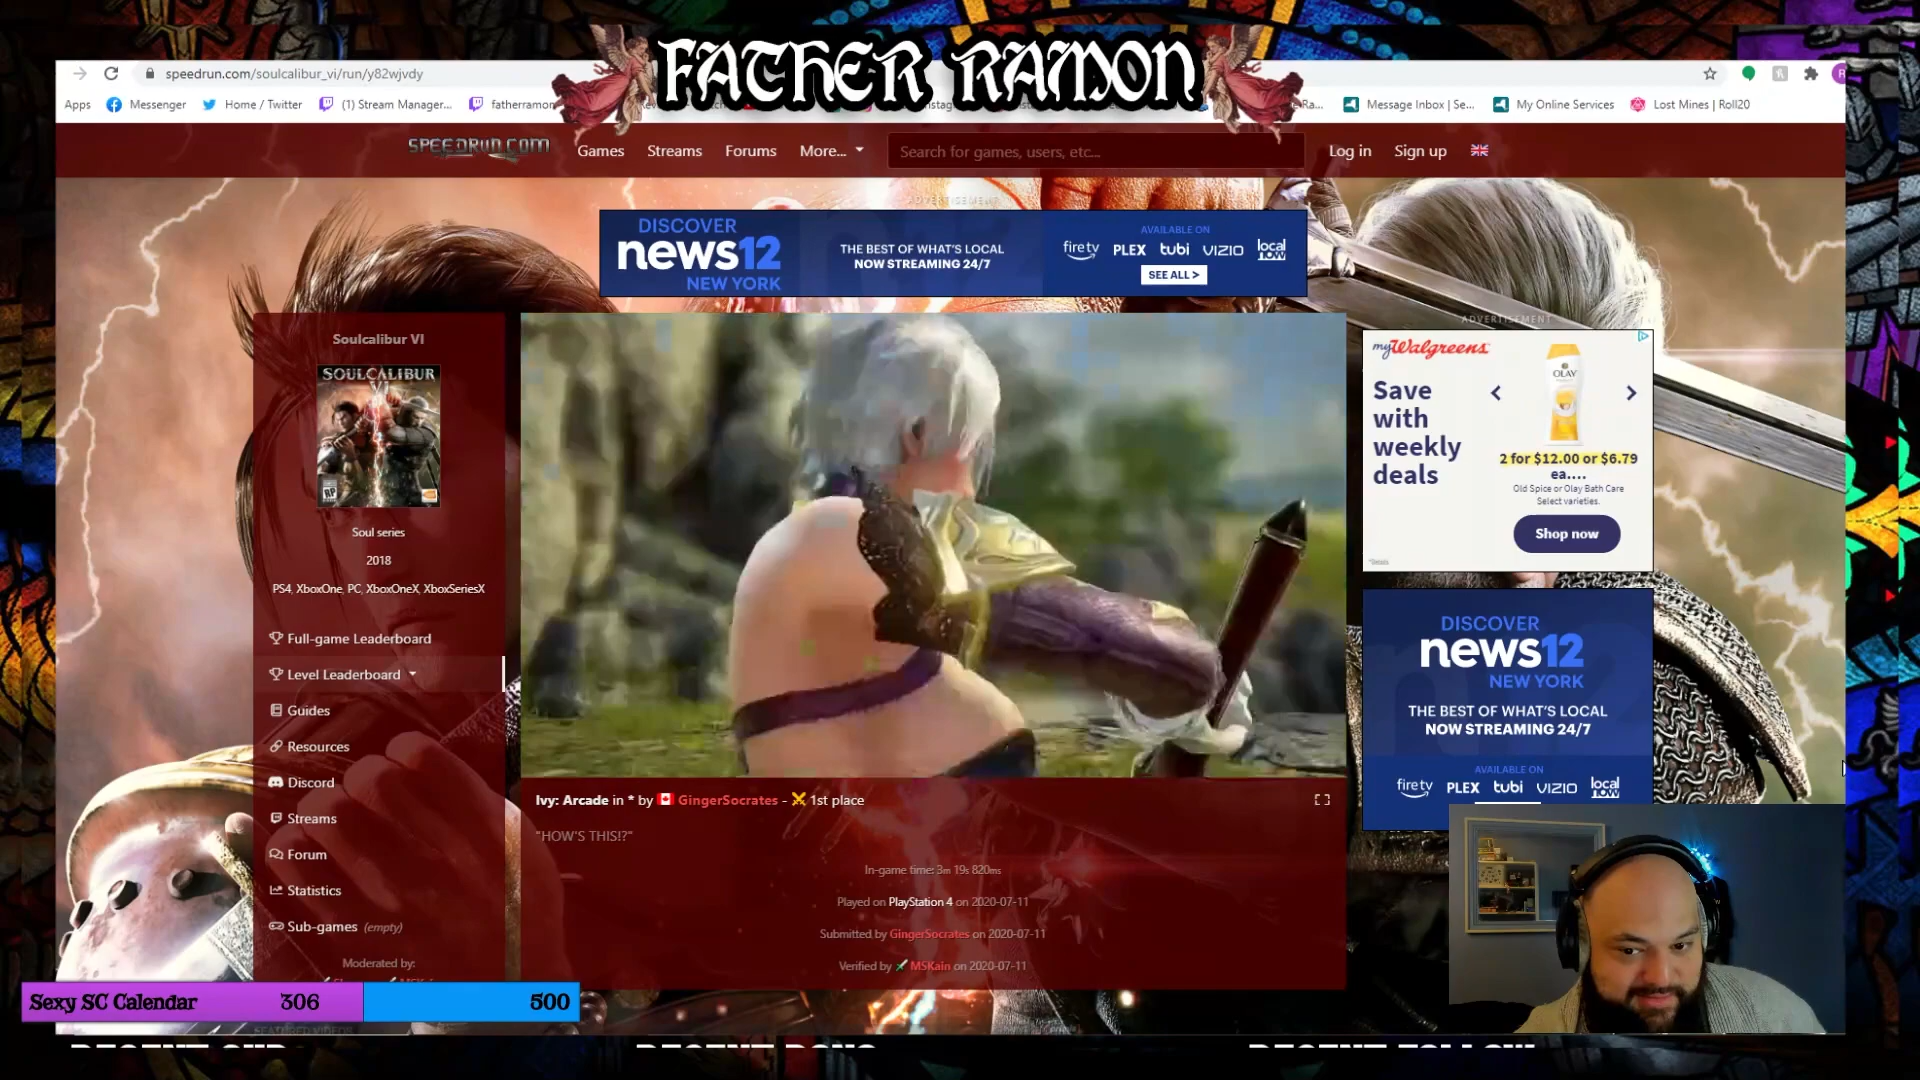 FATHER RAMON
speedrun.com/soulcalibur_vi/run/y82wjvdy
Apps
Messenger
Home / Twitter
(1) Stream Manager...
fatherramon
Message Inbox | Se...
My Online Services
Lost Mines | Roll20
SPEEDRUN.COM
Games
Streams
Forums
More...
Search for games, users, etc...
Log in
Sign up
ADVERTISEMENT
DISCOVER
news12
NEW YORK
THE BEST OF WHAT'S LOCAL
NOW STREAMING 24/7
AVAILABLE ON
fire tv PLEX tubi VIZIO local now
SEE ALL >
Soulcalibur VI
SOULCALIBUR
VI
RP
Soul series
2018
PS4, XboxOne, PC, XboxOneX, XboxSeriesX
Full-game Leaderboard
Level Leaderboard
Guides
Resources
Discord
Streams
Forum
Statistics
Sub-games (empty)
Moderated by:
Ivy: Arcade in * by GingerSocrates - 1st place
"HOW'S THIS!?"
In-game time: 3m 19s 820ms
Played on PlayStation 4 on 2020-07-11
Submitted by GingerSocrates on 2020-07-11
Verified by MSKain on 2020-07-11
ADVERTISEMENT
myWalgreens
Save
with
weekly
deals
OLAY
2 for $12.00 or $6.79
ea....
Old Spice or Olay Bath Care
Select varieties.
Shop now
DISCOVER
news12
NEW YORK
THE BEST OF WHAT'S LOCAL
NOW STREAMING 24/7
AVAILABLE ON
fire tv PLEX tubi VIZIO local now
Sexy SC Calendar 306 500